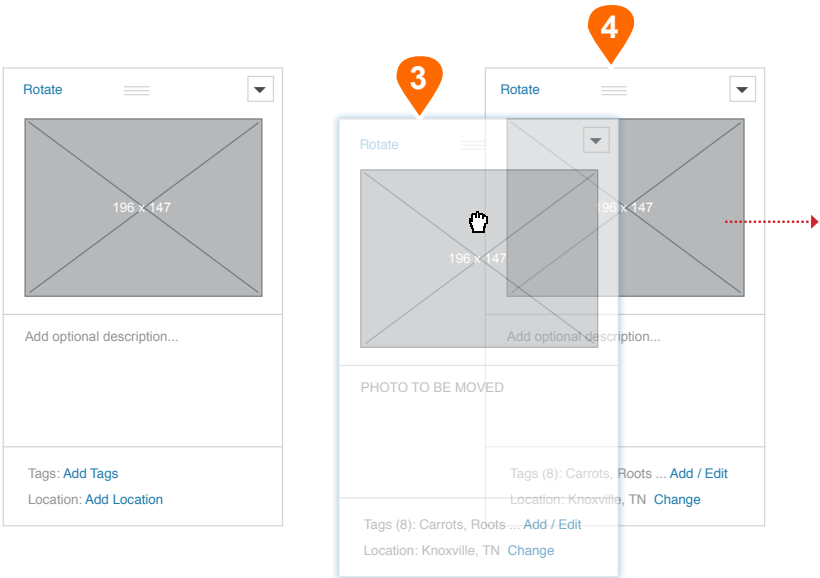 4
3
Rotate
Rotate
Rotate
196 x 147
196 x 147
196 x 147
Add optional description...
Add optional description...
PHOTO TO BE MOVED
Tags: Add Tags
Location: Add Location
Tags (8): Carrots, Roots ... Add / Edit
Location: Knoxville, TN Change
Tags (8): Carrots, Roots ... Add / Edit
Location: Knoxville, TN Change